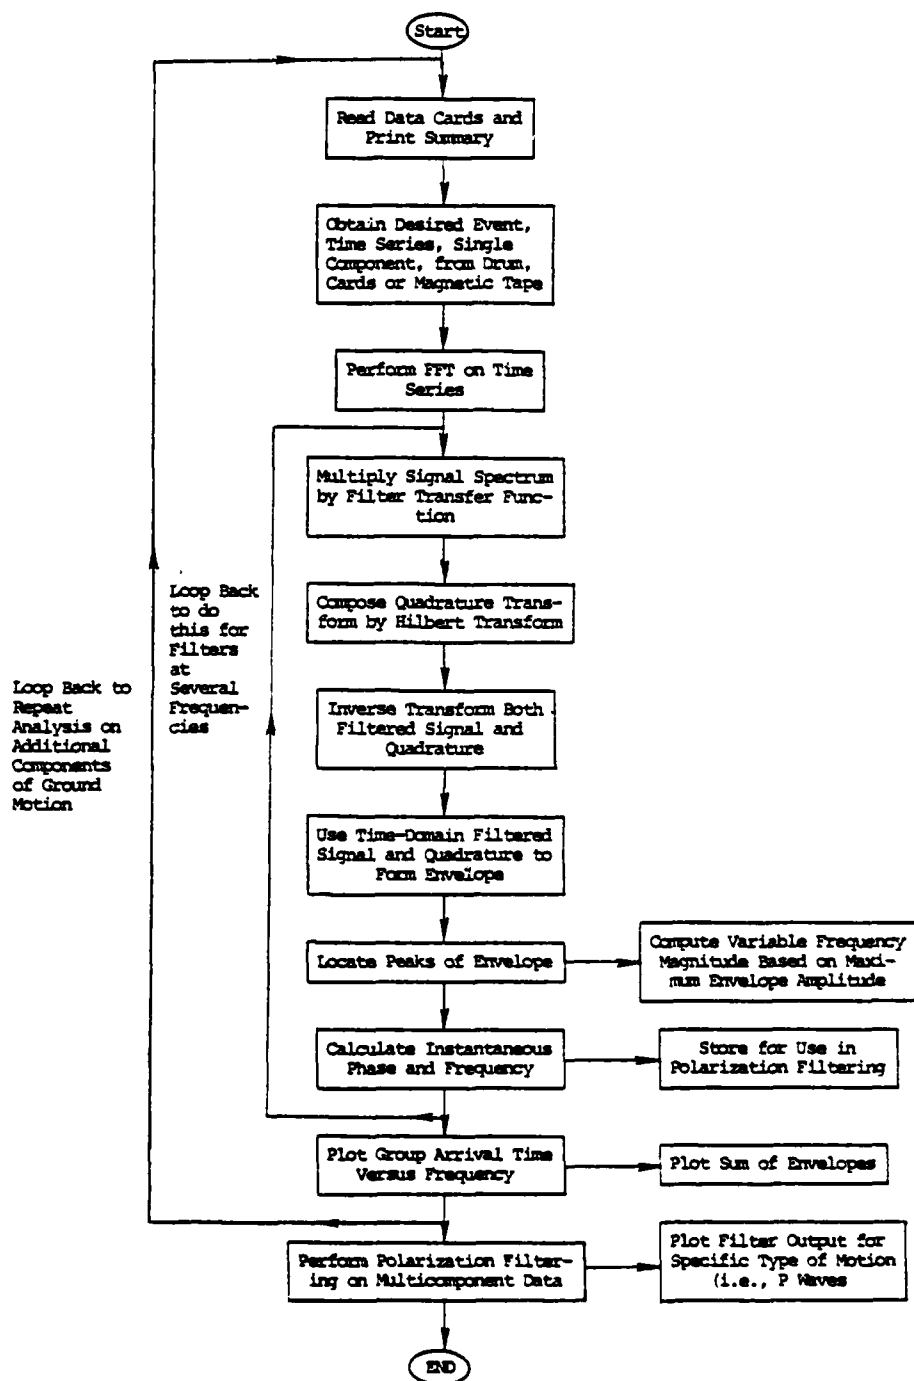 Start
Read Data Cards and
Print Summary
Obtain Desired Event,
Time Series, Single
Component, from Drum,
Cards or Magnetic Tape
Perform FFT on Time
Series
Multiply Signal Spectrum
by Filter Transfer Func-
tion
Loop Back
to do
this for
Filters
at
Several
Frequen-
cies
Compose Quadrature Trans-
form by Hilbert Transform
Loop Back to
Repeat
Analysis on
Additional
Components
of Ground
Motion
Inverse Transform Both
Filtered Signal and
Quadrature
Use Time-Domain Filtered
Signal and Quadrature to
Form Envelope
Locate Peaks of Envelope
Compute Variable Frequency
Magnitude Based on Maxi-
mum Envelope Amplitude
Calculate Instantaneous
Phase and Frequency
Store for Use in
Polarization Filtering
Plot Group Arrival Time
Versus Frequency
Plot Sum of Envelopes
Perform Polarization Filter-
ing on Multicomponent Data
Plot Filter Output for
Specific Type of Motion
(i.e., P Waves
END